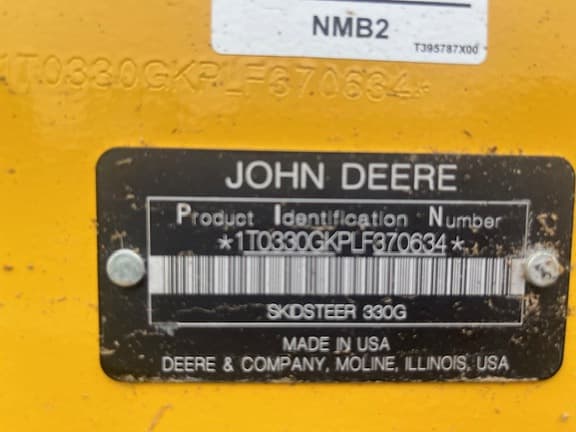 NMB2
T395787X00
1T0330GKPLF370634*
JOHN DEERE
Product Identification Number
*1T0330GKPLF370634*
SKIDSTEER 330G
MADE IN USA
DEERE & COMPANY, MOLINE, ILLINOIS, USA